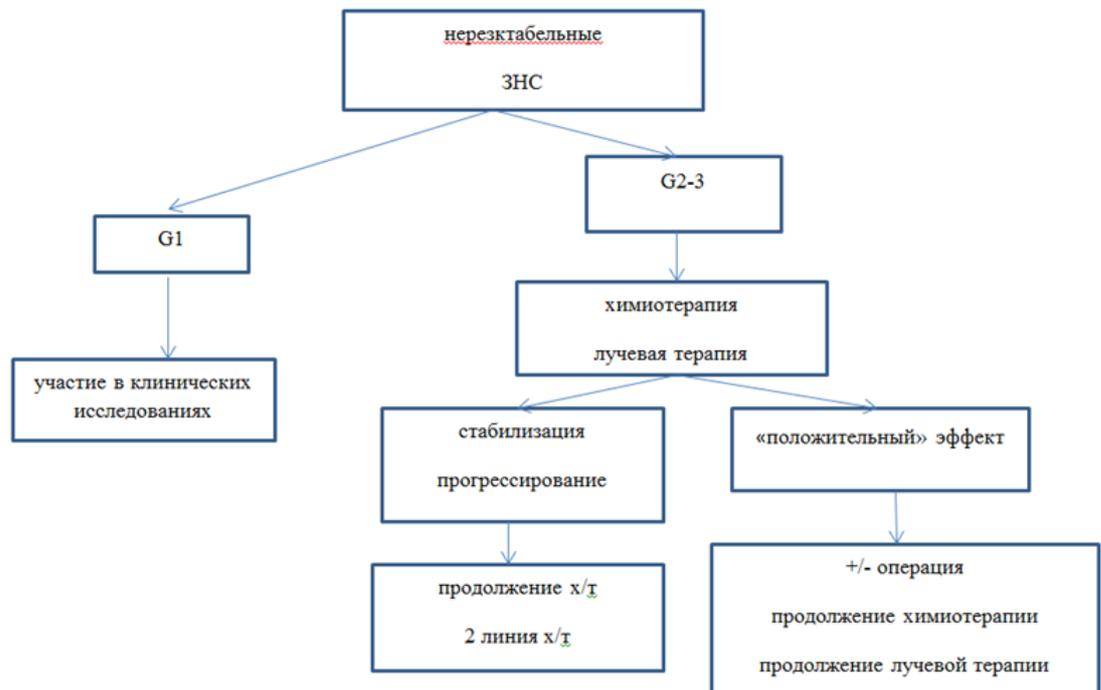 нерезктабельные
ЗНС
G2-3
G1
химиотерапия
лучевая терапия
участие в клинических
исследованиях
стабилизация
прогрессирование
«положительный» эффект
продолжение х/т
2 линия х/т
+/- операция
продолжение химиотерапии
продолжение лучевой терапии